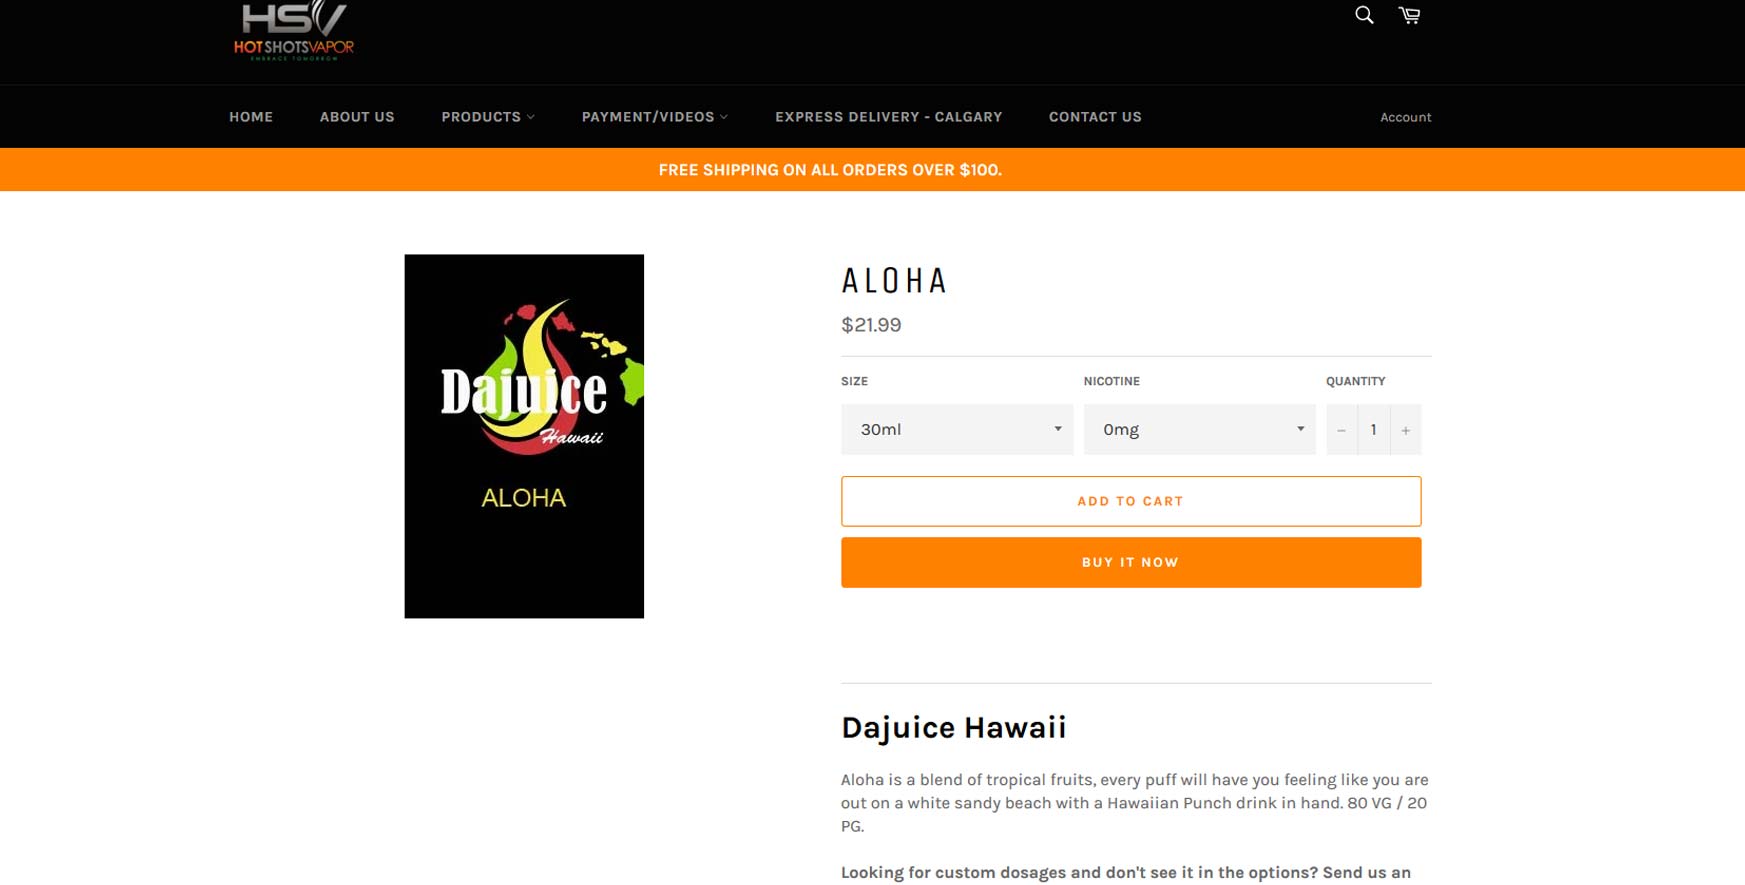 HSV
HOTSHOTSVAPOR
EMBRACE TOMORROW
HOME ABOUT US PRODUCTS PAYMENT/VIDEOS EXPRESS DELIVERY - CALGARY CONTACT US Account
FREE SHIPPING ON ALL ORDERS OVER $100.
Dajuice
Hawaii
ALOHA
ALOHA
$21.99
SIZE NICOTINE QUANTITY
30ml 0mg − 1 +
ADD TO CART
BUY IT NOW
Dajuice Hawaii
Aloha is a blend of tropical fruits, every puff will have you feeling like you are
out on a white sandy beach with a Hawaiian Punch drink in hand. 80 VG / 20
PG.
Looking for custom dosages and don't see it in the options? Send us an